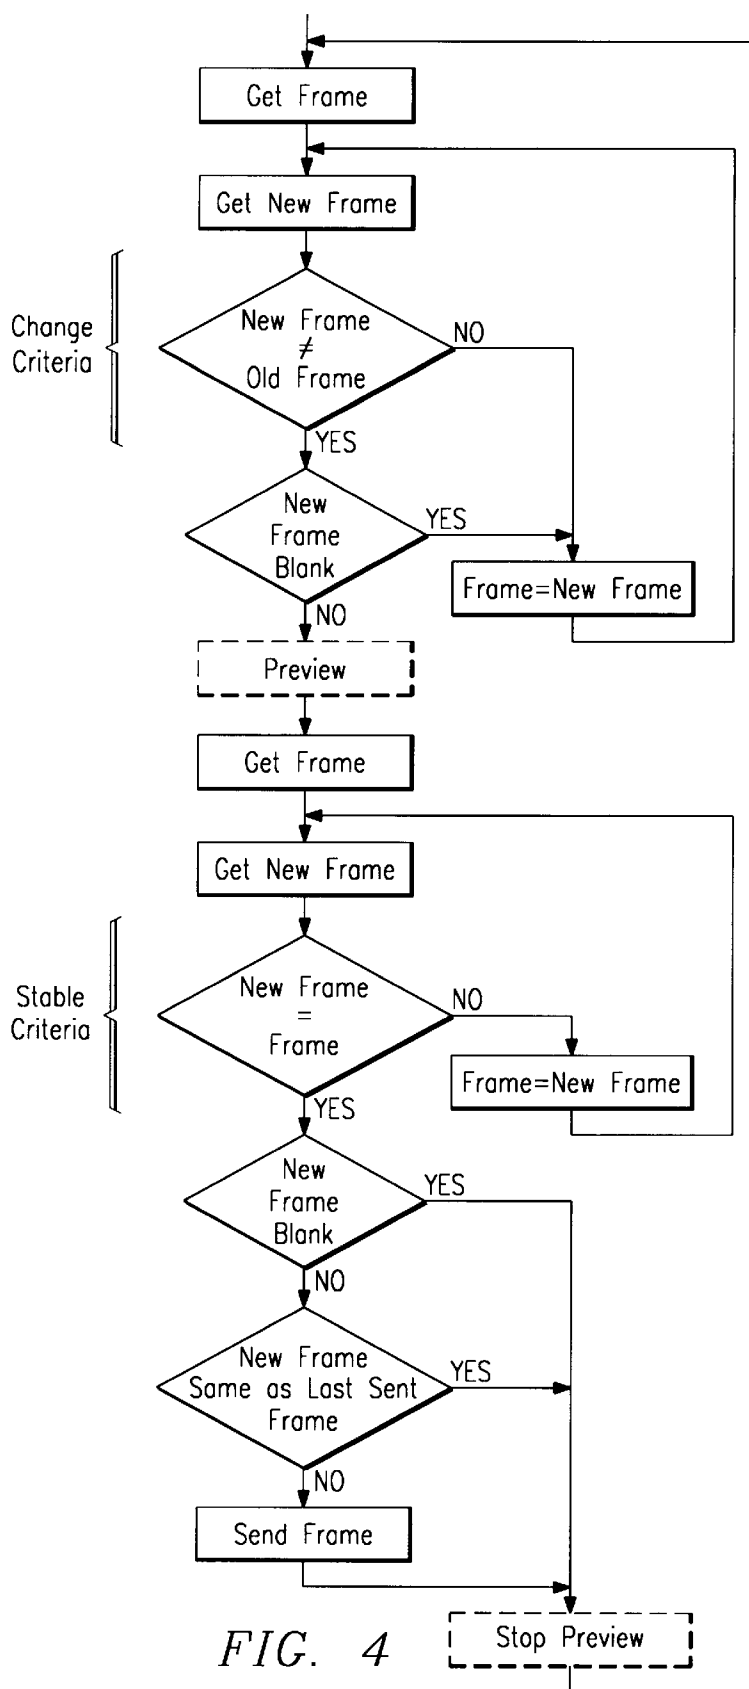 Get Frame
Get New Frame
Change
Criteria
New Frame
≠
Old Frame
NO
YES
New
Frame
Blank
YES
Frame=New Frame
NO
Preview
Get Frame
Get New Frame
Stable
Criteria
New Frame
=
Frame
NO
Frame=New Frame
YES
New
Frame
Blank
YES
NO
New Frame
Same as Last Sent
Frame
YES
NO
Send Frame
Stop Preview
FIG. 4